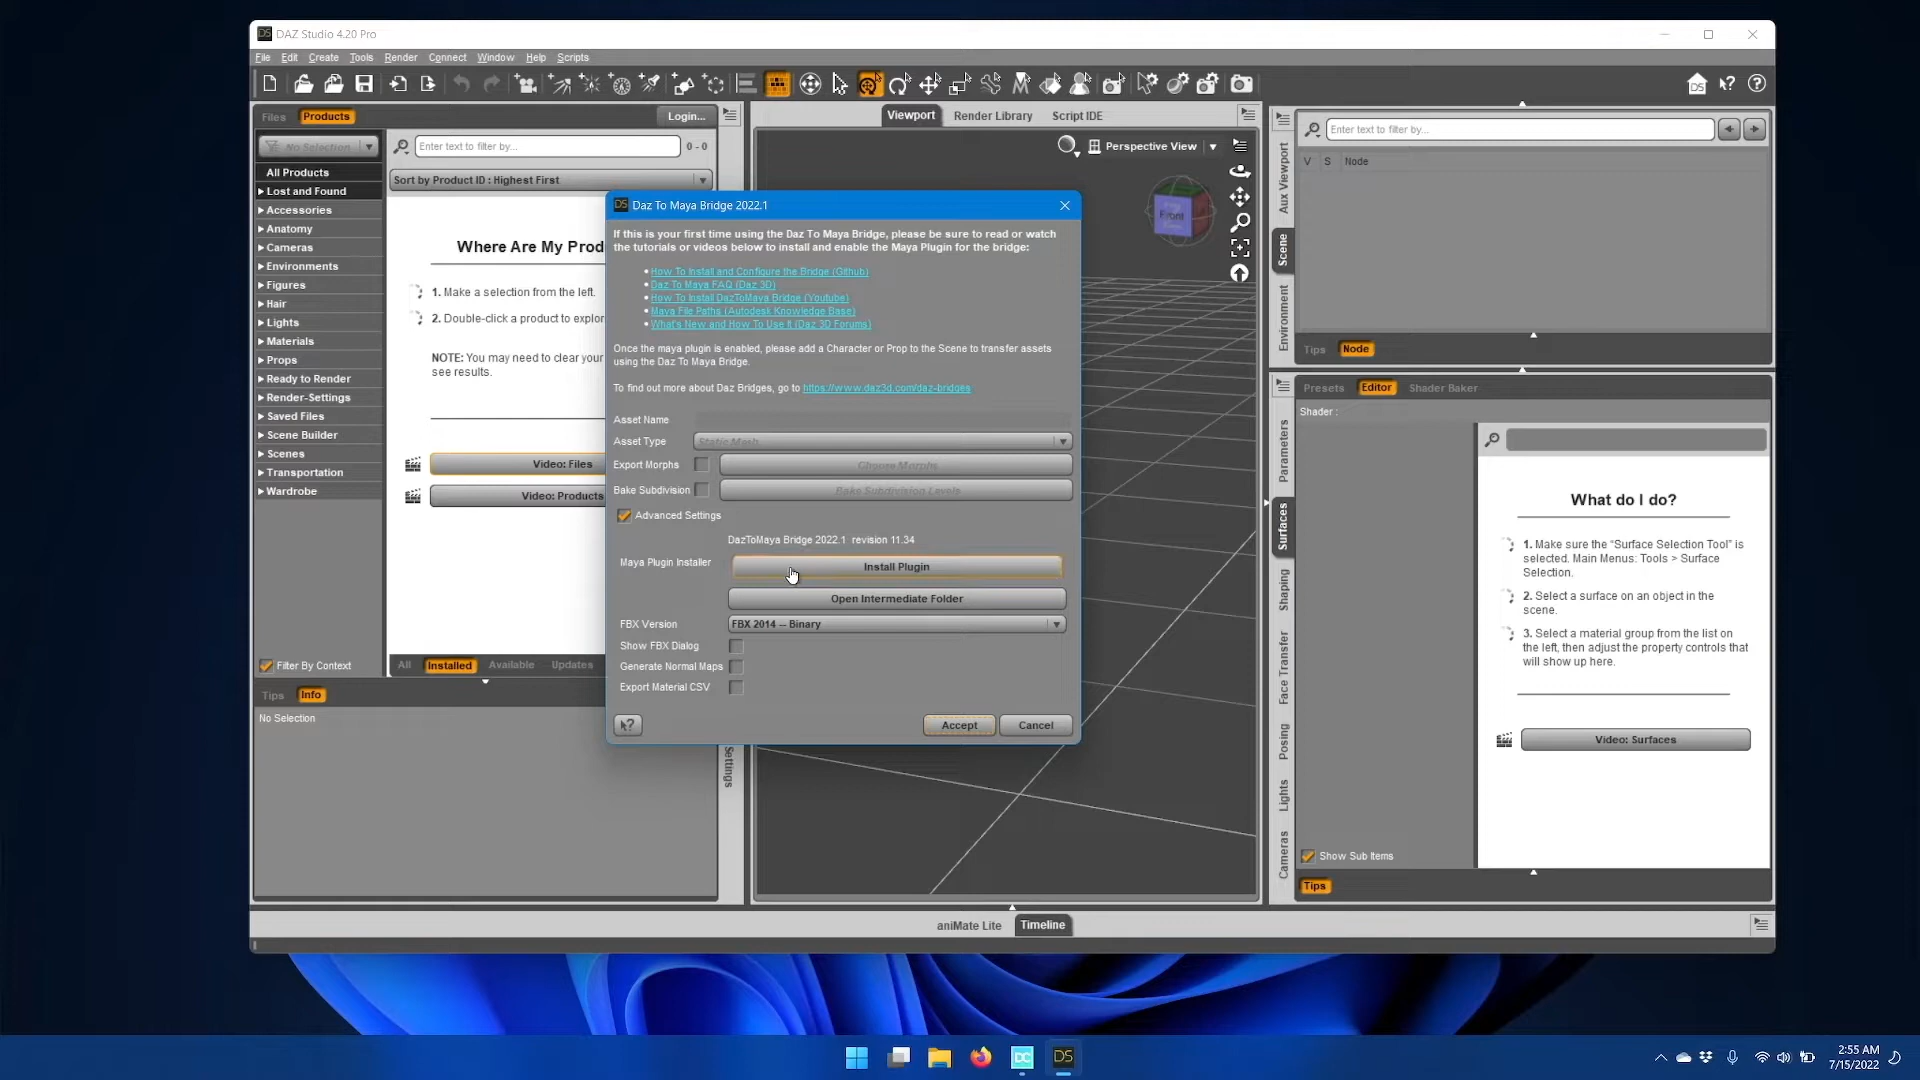 DAZ Studio 4.20 Pro
File Edit Create Tools Render Connect Window Help Scripts
Files Products Login...
No Selection
Enter text to filter by... 0 - 0
Sort by Product ID : Highest First
All Products
Lost and Found
Accessories
Anatomy
Cameras
Environments
Figures
Hair
Lights
Materials
Props
Ready to Render
Render-Settings
Saved Files
Scene Builder
Scenes
Transportation
Wardrobe
Filter By Context
Where Are My Prod
1. Make a selection from the left.
2. Double-click a product to explor
NOTE: You may need to clear your
see results.
Video: Files
Video: Products
All Installed Available Updates
Tips Info
No Selection
Settings
Viewport Render Library Script IDE
Perspective View
Front
Daz To Maya Bridge 2022.1
If this is your first time using the Daz To Maya Bridge, please be sure to read or watch
the tutorials or videos below to install and enable the Maya Plugin for the bridge:
How To Install and Configure the Bridge (Github)
Daz To Maya FAQ (Daz 3D)
How To Install DazToMaya Bridge (Youtube)
Maya File Paths (Autodesk Knowledge Base)
What's New and How To Use It (Daz 3D Forums)
Once the maya plugin is enabled, please add a Character or Prop to the Scene to transfer assets
using the Daz To Maya Bridge.
To find out more about Daz Bridges, go to https://www.daz3d.com/daz-bridges
Asset Name
Asset Type Static Mesh
Export Morphs Choose Morphs
Bake Subdivision Bake Subdivision Levels
Advanced Settings
DazToMaya Bridge 2022.1 revision 11.34
Maya Plugin Installer Install Plugin
Open Intermediate Folder
FBX Version FBX 2014 -- Binary
Show FBX Dialog
Generate Normal Maps
Export Material CSV
Accept Cancel
Aux Viewport
Scene
Environment
Enter text to filter by...
V S Node
Tips Node
Parameters
Surfaces
Shaping
Face Transfer
Posing
Lights
Cameras
Presets Editor Shader Baker
Shader :
What do I do?
1. Make sure the "Surface Selection Tool" is
selected. Main Menus: Tools > Surface
Selection.
2. Select a surface on an object in the
scene.
3. Select a material group from the list on
the left, then adjust the property controls that
will show up here.
Video: Surfaces
Show Sub Items
Tips
aniMate Lite Timeline
DC
DS
2:55 AM
7/15/2022